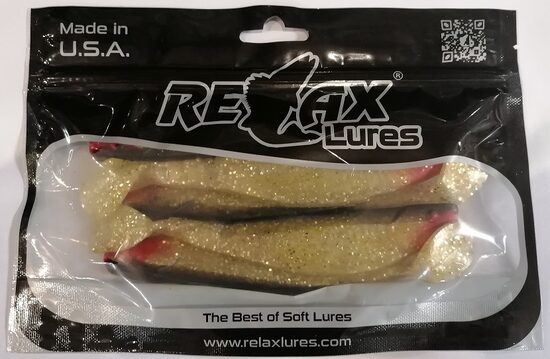 Made in
U.S.A.
RELAX®
Lures
The Best of Soft Lures
www.relaxlures.com